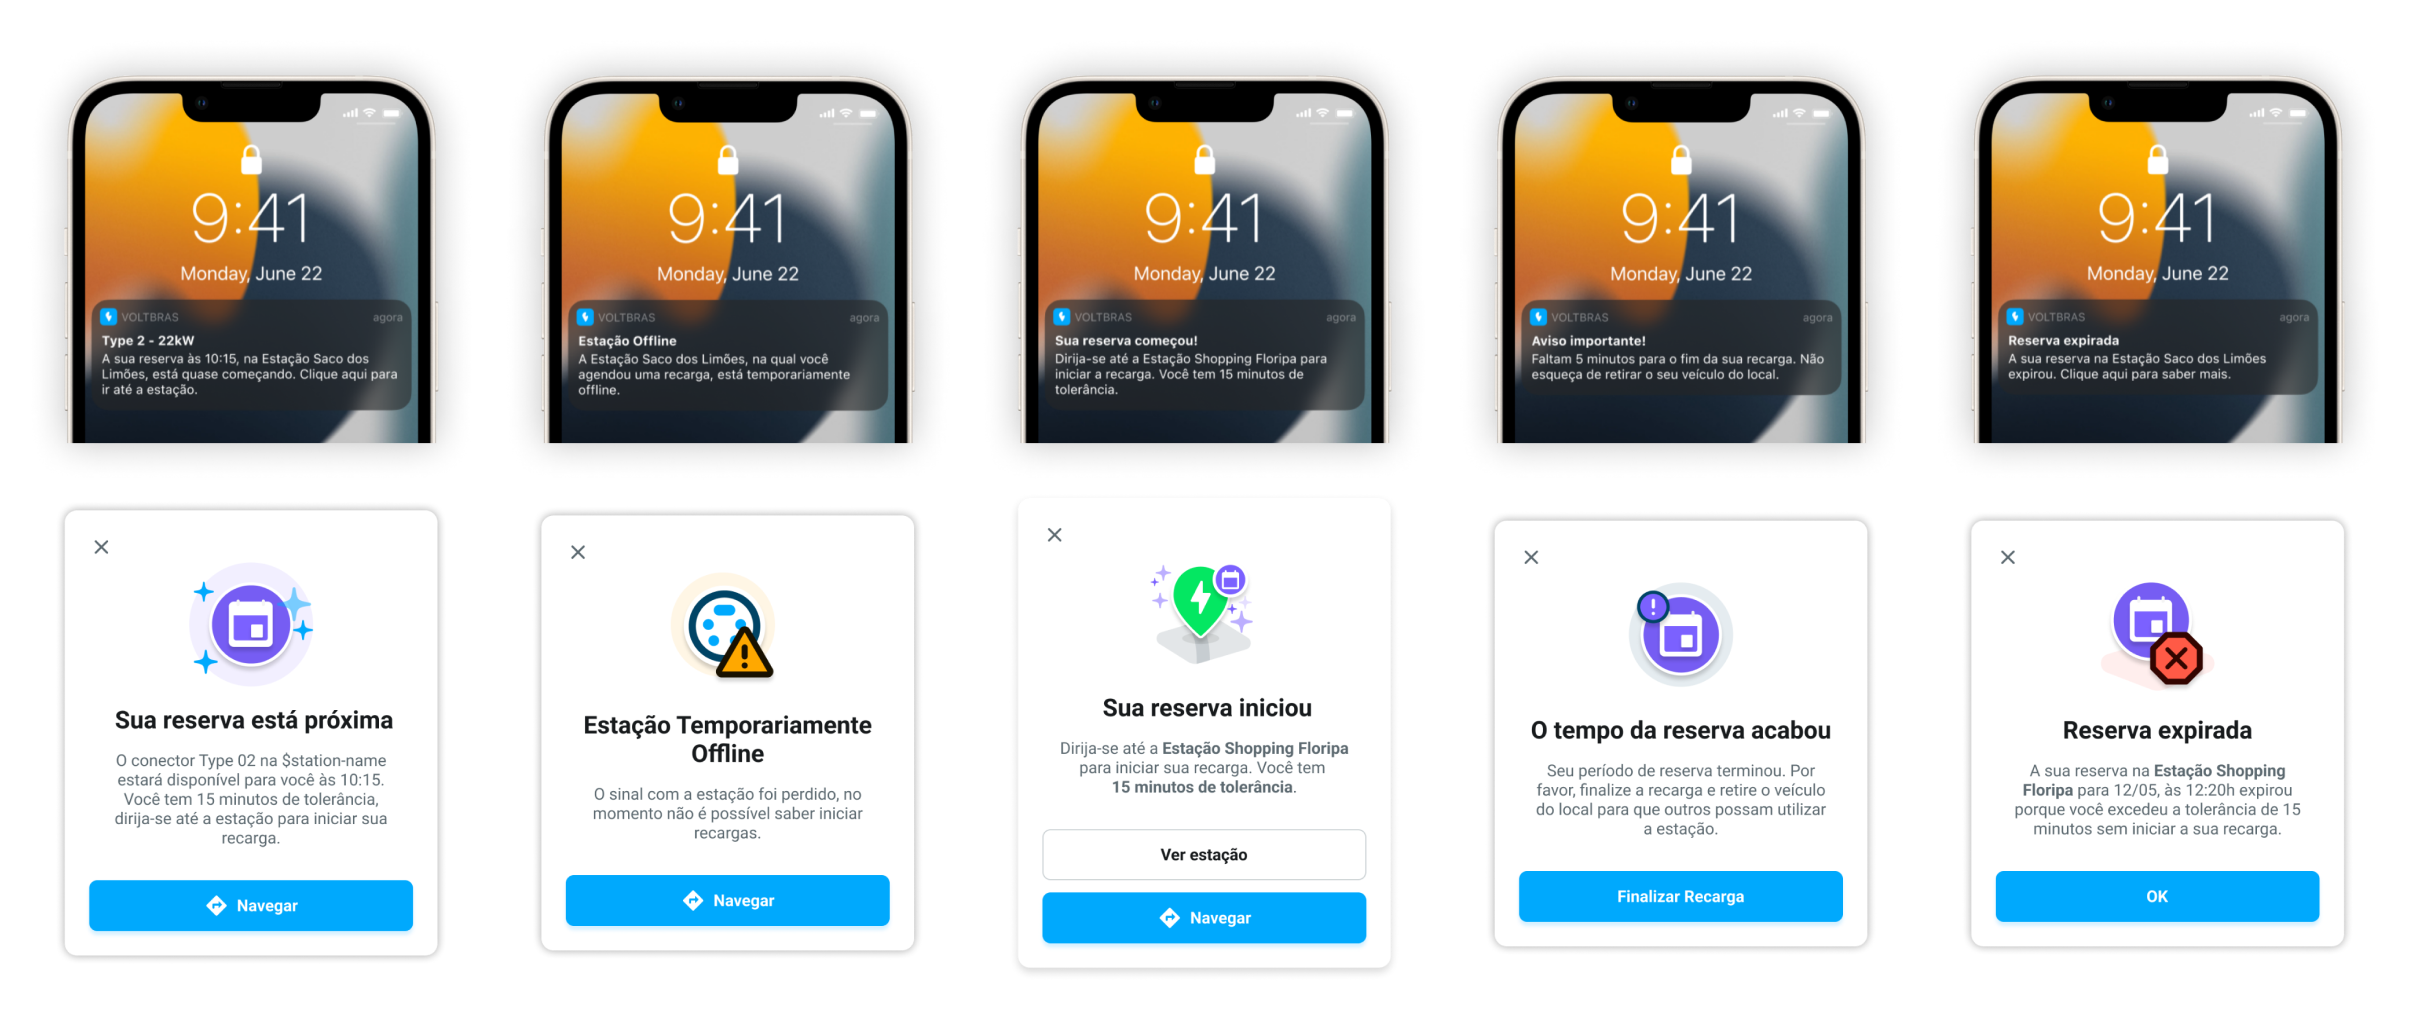 9:41
Monday, June 22
VOLTBRAS agora
Type 2 - 22kW
A sua reserva às 10:15, na Estação Saco dos
Limões, está quase começando. Clique aqui para
ir até a estação.
9:41
Monday, June 22
VOLTBRAS agora
Estação Offline
A Estação Saco dos Limões, na qual você
agendou uma recarga, está temporariamente
offline.
9:41
Monday, June 22
VOLTBRAS agora
Sua reserva começou!
Dirija-se até a Estação Shopping Floripa para
iniciar a recarga. Você tem 15 minutos de
tolerância.
9:41
Monday, June 22
VOLTBRAS agora
Aviso importante!
Faltam 5 minutos para o fim da sua recarga. Não
esqueça de retirar o seu veículo do local.
9:41
Monday, June 22
VOLTBRAS agora
Reserva expirada
A sua reserva na Estação Saco dos Limões
expirou. Clique aqui para saber mais.
Sua reserva está próxima
O conector Type 02 na $station-name
estará disponível para você às 10:15.
Você tem 15 minutos de tolerância,
dirija-se até a estação para iniciar sua
recarga.
Navegar
Estação Temporariamente
Offline
O sinal com a estação foi perdido, no
momento não é possível saber iniciar
recargas.
Navegar
Sua reserva iniciou
Dirija-se até a Estação Shopping Floripa
para iniciar sua recarga. Você tem
15 minutos de tolerância.
Ver estação
Navegar
O tempo da reserva acabou
Seu período de reserva terminou. Por
favor, finalize a recarga e retire o veículo
do local para que outros possam utilizar
a estação.
Finalizar Recarga
Reserva expirada
A sua reserva na Estação Shopping
Floripa para 12/05, às 12:20h expirou
porque você excedeu a tolerância de 15
minutos sem iniciar a sua recarga.
OK